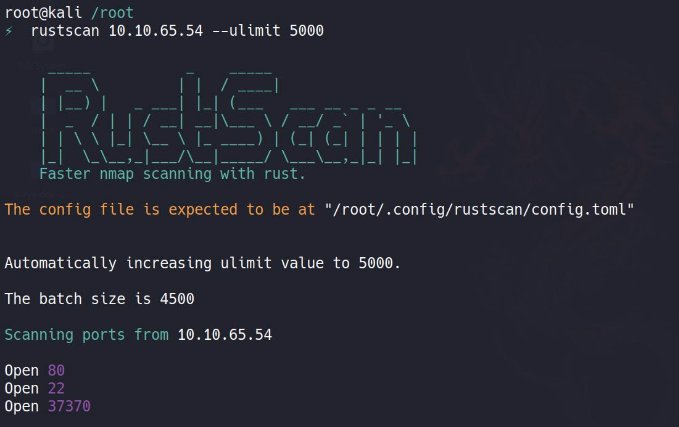 root@kali /root
⚡ rustscan 10.10.65.54 --ulimit 5000
RustScan
Faster nmap scanning with rust.
The config file is expected to be at "/root/.config/rustscan/config.toml"
Automatically increasing ulimit value to 5000.
The batch size is 4500
Scanning ports from 10.10.65.54
Open 80
Open 22
Open 37370